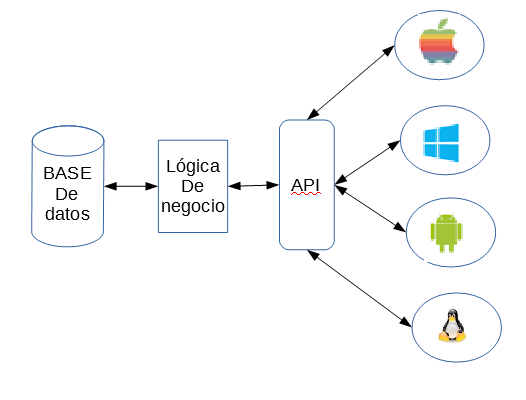 BASE
De
datos
Lógica
De
negocio
API